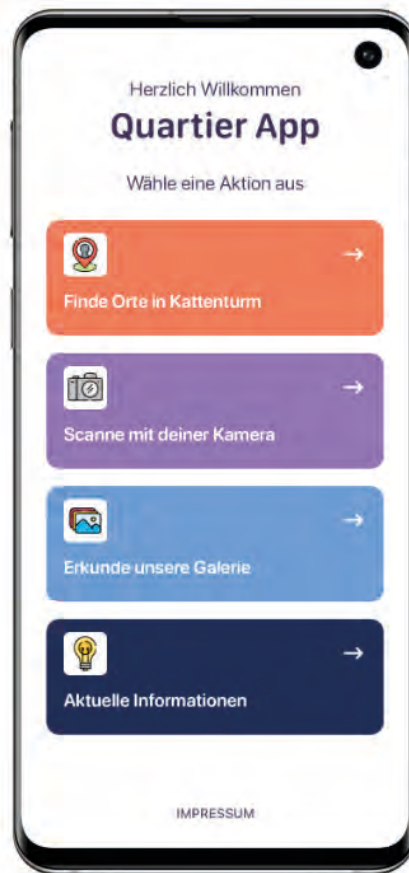 Herzlich Willkommen
Quartier App
Wähle eine Aktion aus
Finde Orte in Kattenturm
Scanne mit deiner Kamera
Erkunde unsere Galerie
Aktuelle Informationen
IMPRESSUM